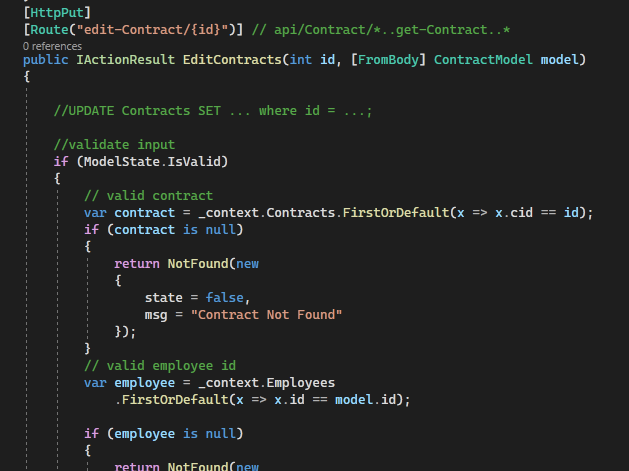 [HttpPut]
[Route("edit-Contract/{id}")] // api/Contract/*..get-Contract..*
0 references
public IActionResult EditContracts(int id, [FromBody] ContractModel model)
{
//UPDATE Contracts SET ... where id = ...;
//validate input
if (ModelState.IsValid)
{
// valid contract
var contract = _context.Contracts.FirstOrDefault(x => x.cid == id);
if (contract is null)
{
return NotFound(new
{
state = false,
msg = "Contract Not Found"
});
}
// valid employee id
var employee = _context.Employees
.FirstOrDefault(x => x.id == model.id);
if (employee is null)
{
return NotFound(new